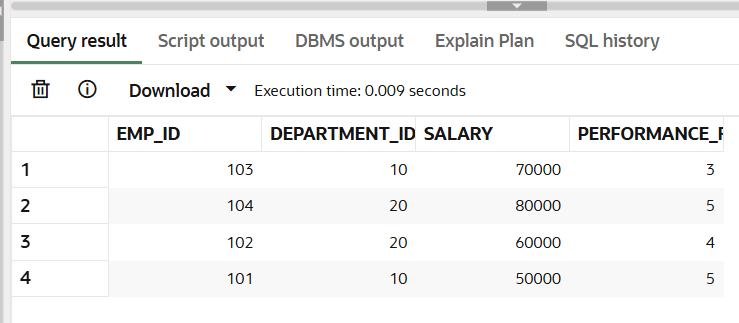 Query result Script output DBMS output Explain Plan SQL history
Download Execution time: 0.009 seconds
EMP_ID DEPARTMENT_ID SALARY PERFORMANCE_
1 103 10 70000 3
2 104 20 80000 5
3 102 20 60000 4
4 101 10 50000 5